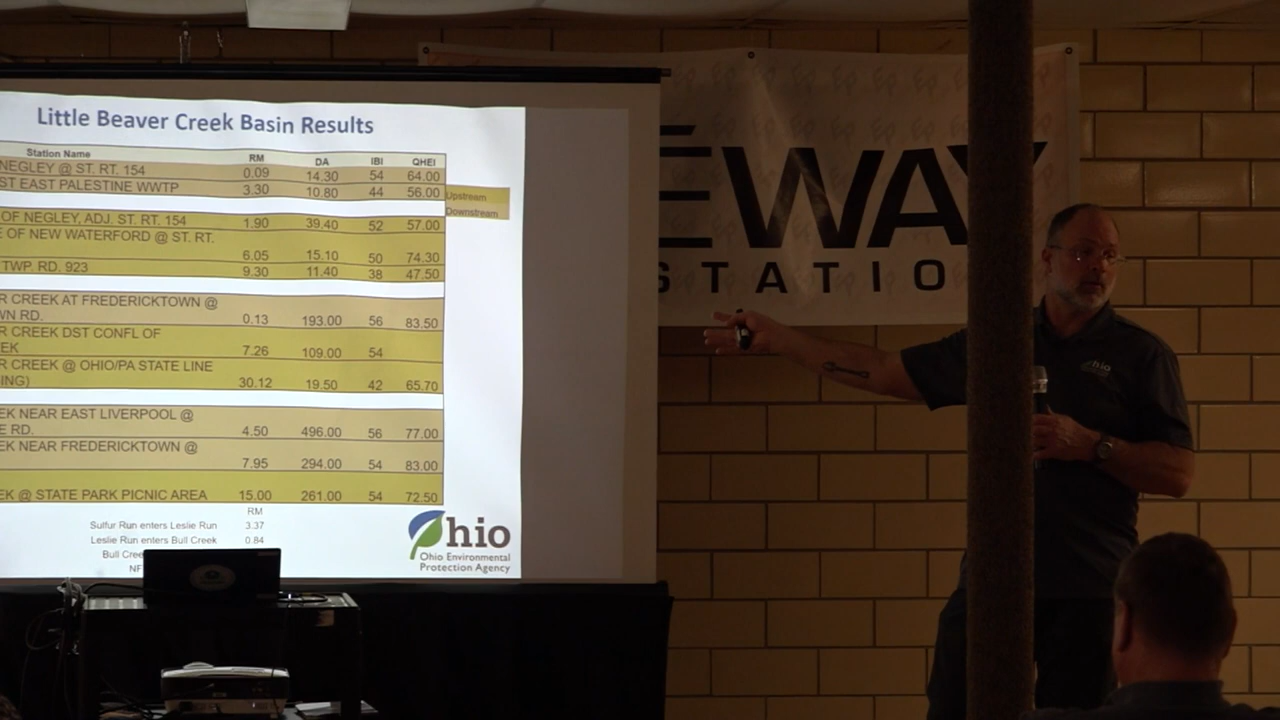 Little Beaver Creek Basin Results
Station Name RM DA IBI QHEI
NEGLEY @ ST. RT. 154 0.09 14.30 54 64.00
ST EAST PALESTINE WWTP 3.30 10.80 44 56.00
Upstream
Downstream
OF NEGLEY, ADJ. ST. RT. 154 1.90 39.40 52 57.00
E OF NEW WATERFORD @ ST. RT.
6.05 15.10 50 74.30
TWP. RD. 923 9.30 11.40 38 47.50
R CREEK AT FREDERICKTOWN @
WN RD. 0.13 193.00 56 83.50
R CREEK DST CONFL OF
EK 7.26 109.00 54
R CREEK @ OHIO/PA STATE LINE
ING) 30.12 19.50 42 65.70
EK NEAR EAST LIVERPOOL @
E RD. 4.50 496.00 56 77.00
EK NEAR FREDERICKTOWN @
7.95 294.00 54 83.00
EK @ STATE PARK PICNIC AREA 15.00 261.00 54 72.50
RM
Sulfur Run enters Leslie Run 3.37
Leslie Run enters Bull Creek 0.84
Bull Cree
NF
Ohio
Ohio Environmental
Protection Agency
EWAY
STATIO
hio